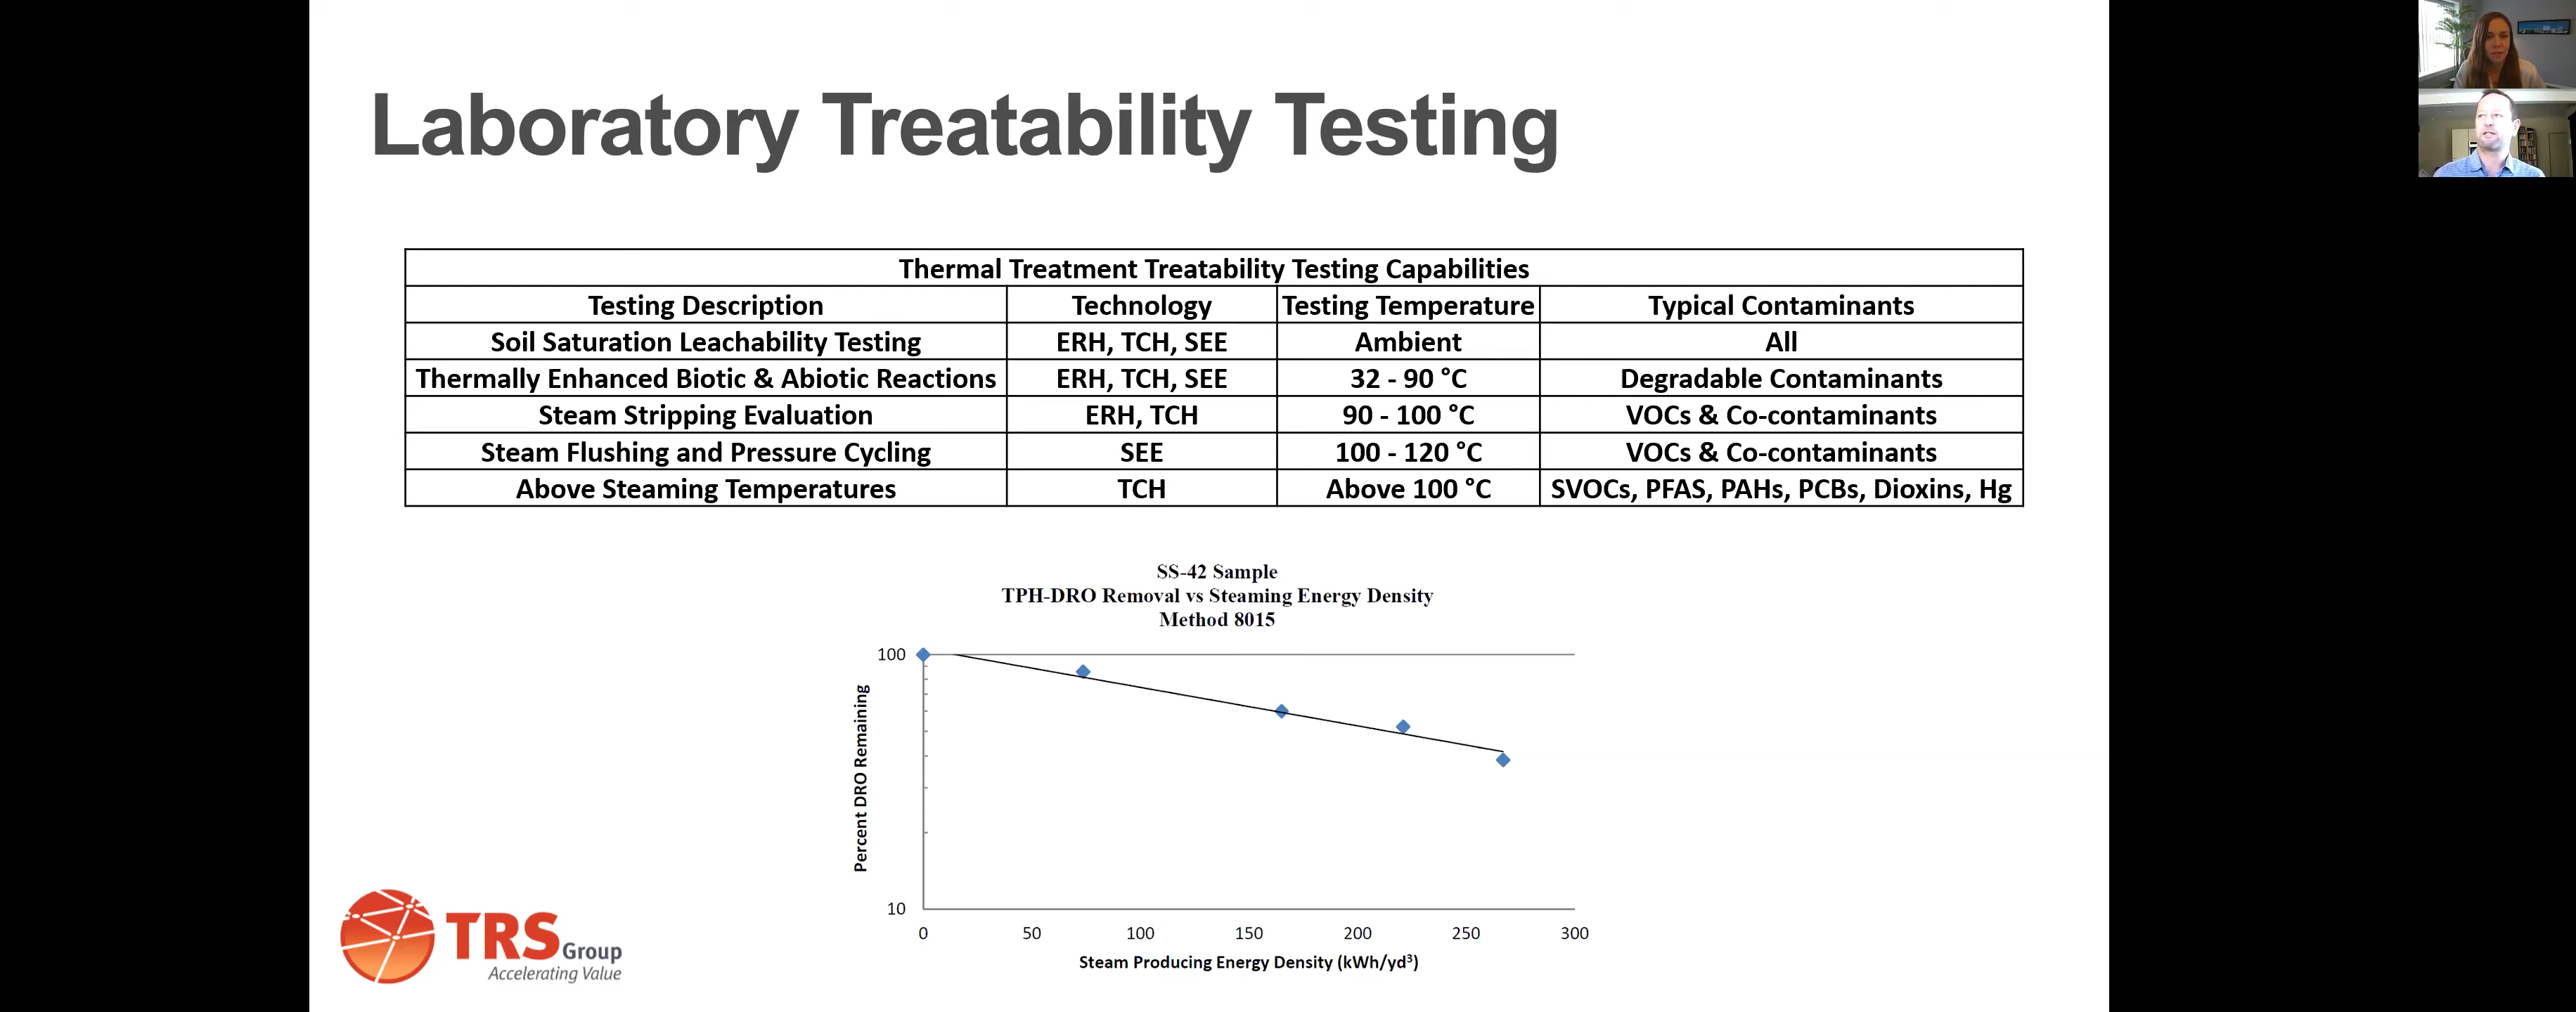 Laboratory Treatability Testing
Thermal Treatment Treatability Testing Capabilities
Testing Description Technology Testing Temperature Typical Contaminants
Soil Saturation Leachability Testing ERH, TCH, SEE Ambient All
Thermally Enhanced Biotic & Abiotic Reactions ERH, TCH, SEE 32 - 90 °C Degradable Contaminants
Steam Stripping Evaluation ERH, TCH 90 - 100 °C VOCs & Co-contaminants
Steam Flushing and Pressure Cycling SEE 100 - 120 °C VOCs & Co-contaminants
Above Steaming Temperatures TCH Above 100 °C SVOCs, PFAS, PAHs, PCBs, Dioxins, Hg
SS-42 Sample
TPH-DRO Removal vs Steaming Energy Density
Method 8015
100
Percent DRO Remaining
10
0 50 100 150 200 250 300
Steam Producing Energy Density (kWh/yd³)
TRS Group
Accelerating Value